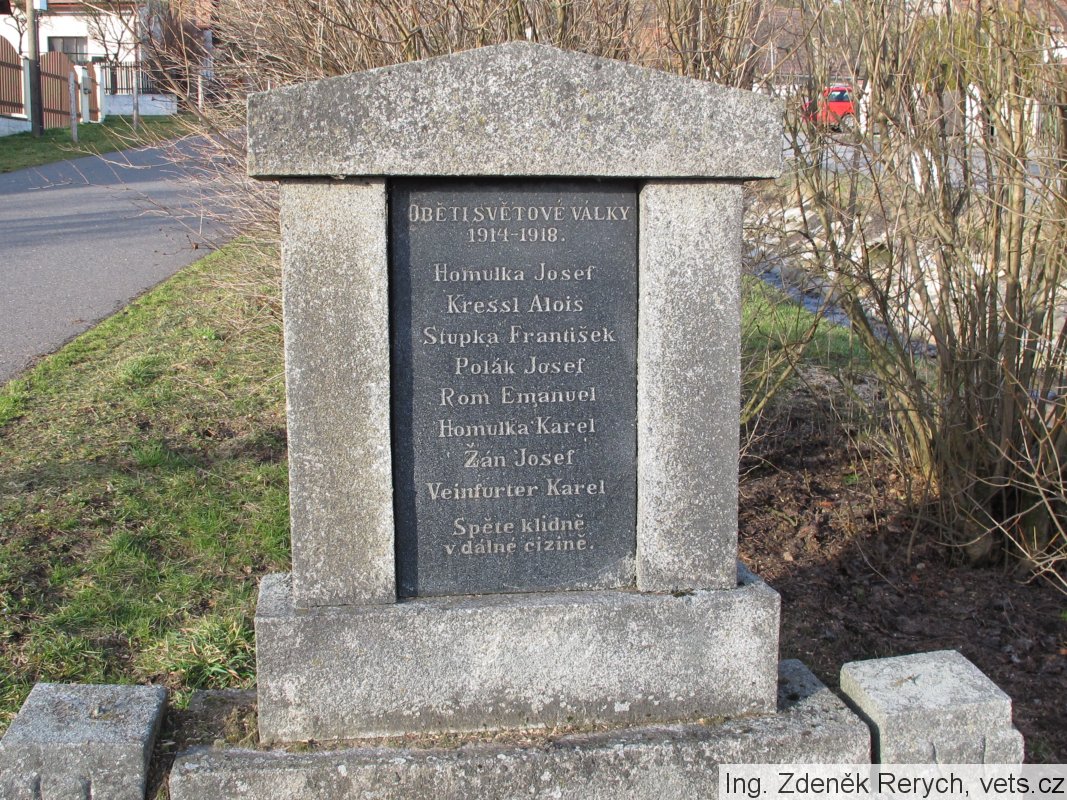 OBĚTI SVĚTOVÉ VÁLKY
1914-1918.
Homulka Josef
Kressl Alois
Stupka František
Polák Josef
Rom Emanuel
Homulka Karel
Žán Josef
Veinfurter Karel
Spěte klidně
v dálné cizině.
Ing. Zdeněk Rerych, vets.cz